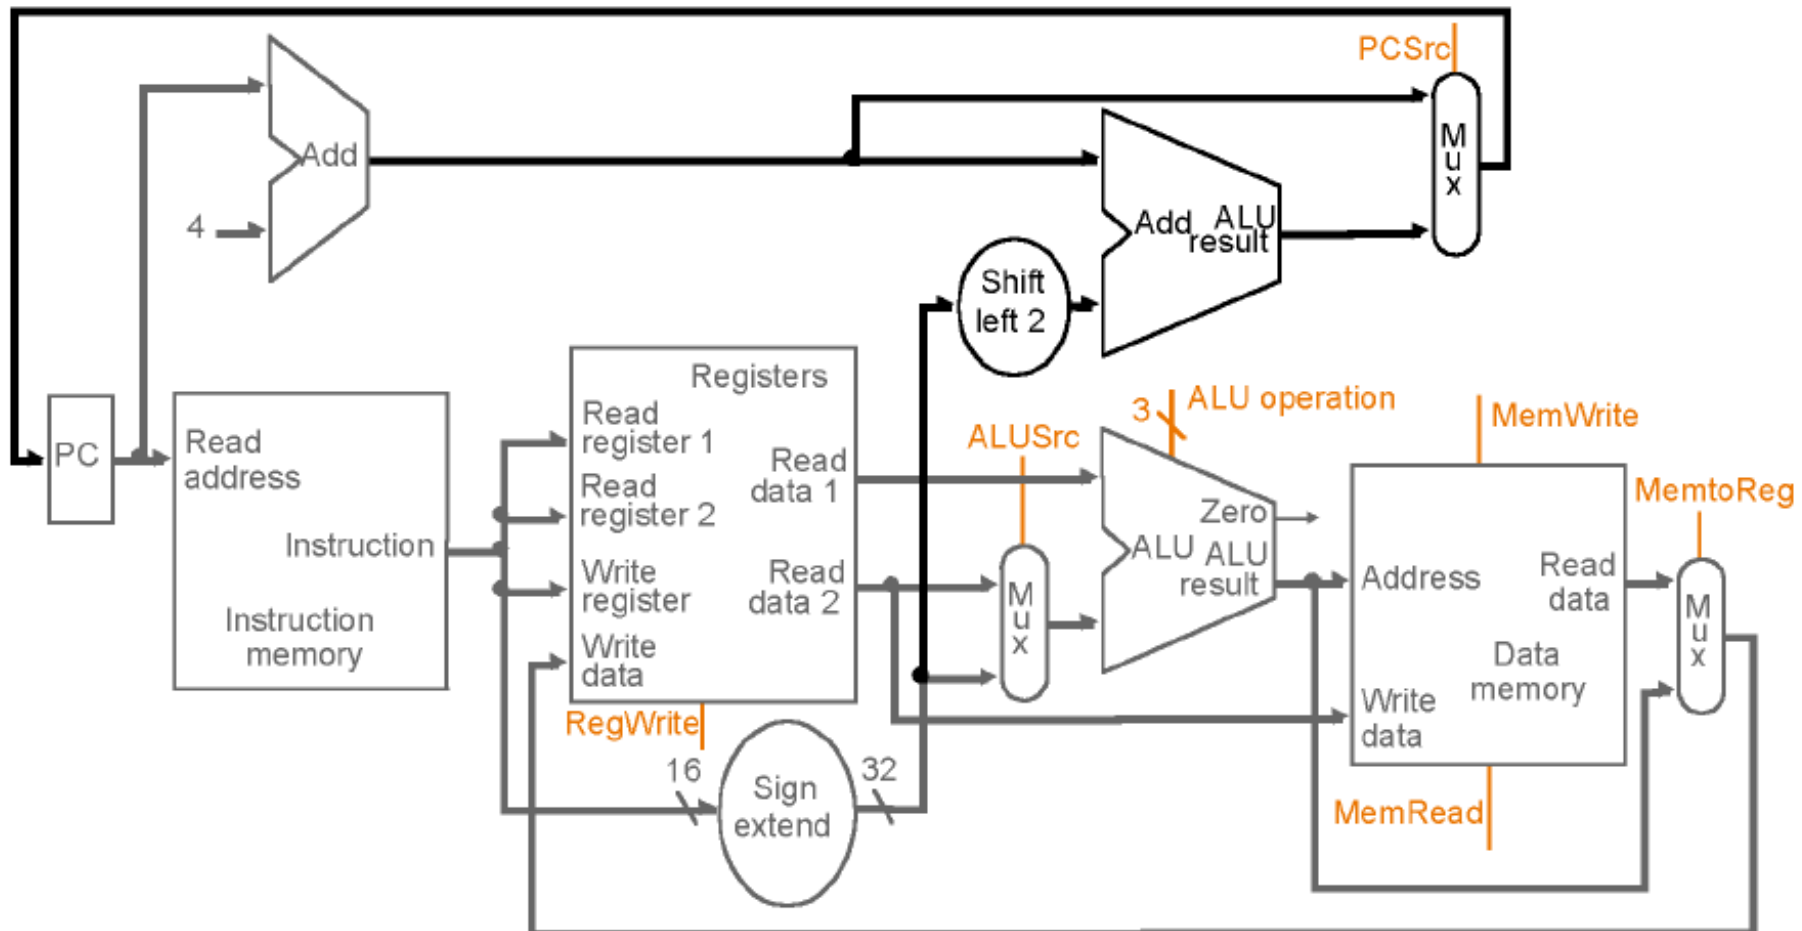 PCSrc
M
u
x
Add
4
Add ALU
result
Shift
left 2
Registers
PC
Read
address
Instruction
Instruction
memory
Read
register 1
Read
register 2
Write
register
Write
data
Read
data 1
Read
data 2
RegWrite
16
Sign
extend
32
ALUSrc
M
u
x
3
ALU operation
Zero
ALU ALU
result
MemWrite
Address
Read
data
Data
memory
Write
data
MemRead
MemtoReg
M
u
x